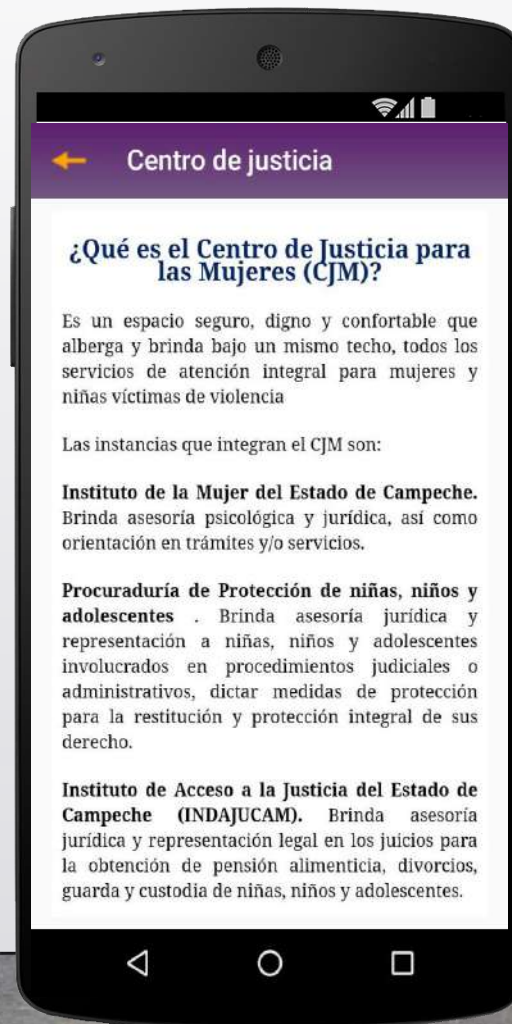 Centro de justicia
¿Qué es el Centro de Justicia para
las Mujeres (CJM)?
Es un espacio seguro, digno y confortable que
alberga y brinda bajo un mismo techo, todos los
servicios de atención integral para mujeres y
niñas víctimas de violencia
Las instancias que integran el CJM son:
Instituto de la Mujer del Estado de Campeche.
Brinda asesoría psicológica y jurídica, así como
orientación en trámites y/o servicios.
Procuraduría de Protección de niñas, niños y
adolescentes . Brinda asesoría jurídica y
representación a niñas, niños y adolescentes
involucrados en procedimientos judiciales o
administrativos, dictar medidas de protección
para la restitución y protección integral de sus
derecho.
Instituto de Acceso a la Justicia del Estado de
Campeche (INDAJUCAM). Brinda asesoría
jurídica y representación legal en los juicios para
la obtención de pensión alimenticia, divorcios,
guarda y custodia de niñas, niños y adolescentes.